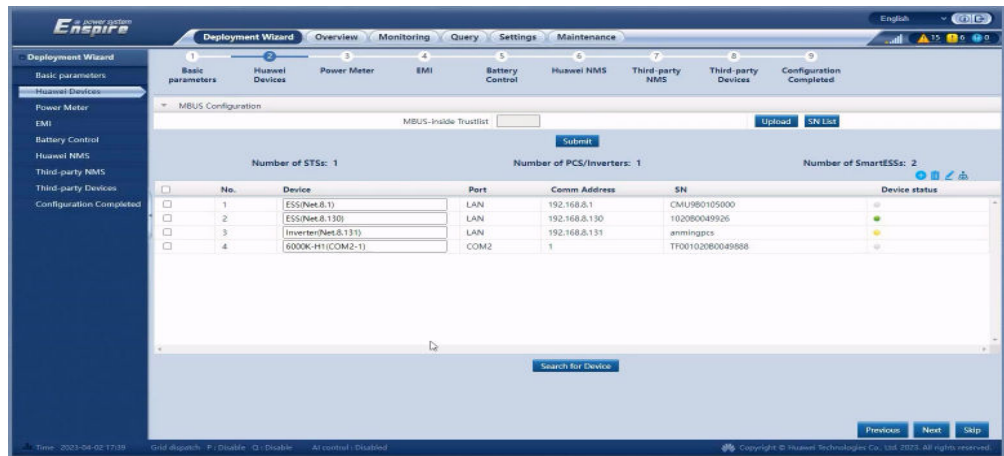 e power system
Enspire
English
Deployment Wizard Overview Monitoring Query Settings Maintenance
15 6 0
Deployment Wizard
Basic parameters
Huawei Devices
Power Meter
EMI
Battery Control
Huawei NMS
Third-party NMS
Third-party Devices
Configuration Completed
1 2 3 4 5 6 7 8 9
Basic parameters Huawei Devices Power Meter EMI Battery Control Huawei NMS Third-party NMS Third-party Devices Configuration Completed
MBUS Configuration
MBUS-inside Trustlist Upload SN List
Submit
Number of STSs: 1 Number of PCS/Inverters: 1 Number of SmartESSs: 2
No. Device Port Comm Address SN Device status
1 ESS(Net.8.1) LAN 192.168.8.1 CMU980105000
2 ESS(Net.8.130) LAN 192.168.8.130 102080049926
3 Inverter(Net.8.131) LAN 192.168.8.131 anmingpcs
4 6000K-H1(COM2-1) COM2 1 TF00102080049888
Search for Device
Previous Next Skip
Time 2023-04-02 17:39 Grid dispatch P : Disable Q : Disable AI control : Disabled Copyright © Huawei Technologies Co., Ltd. 2023. All rights reserved.